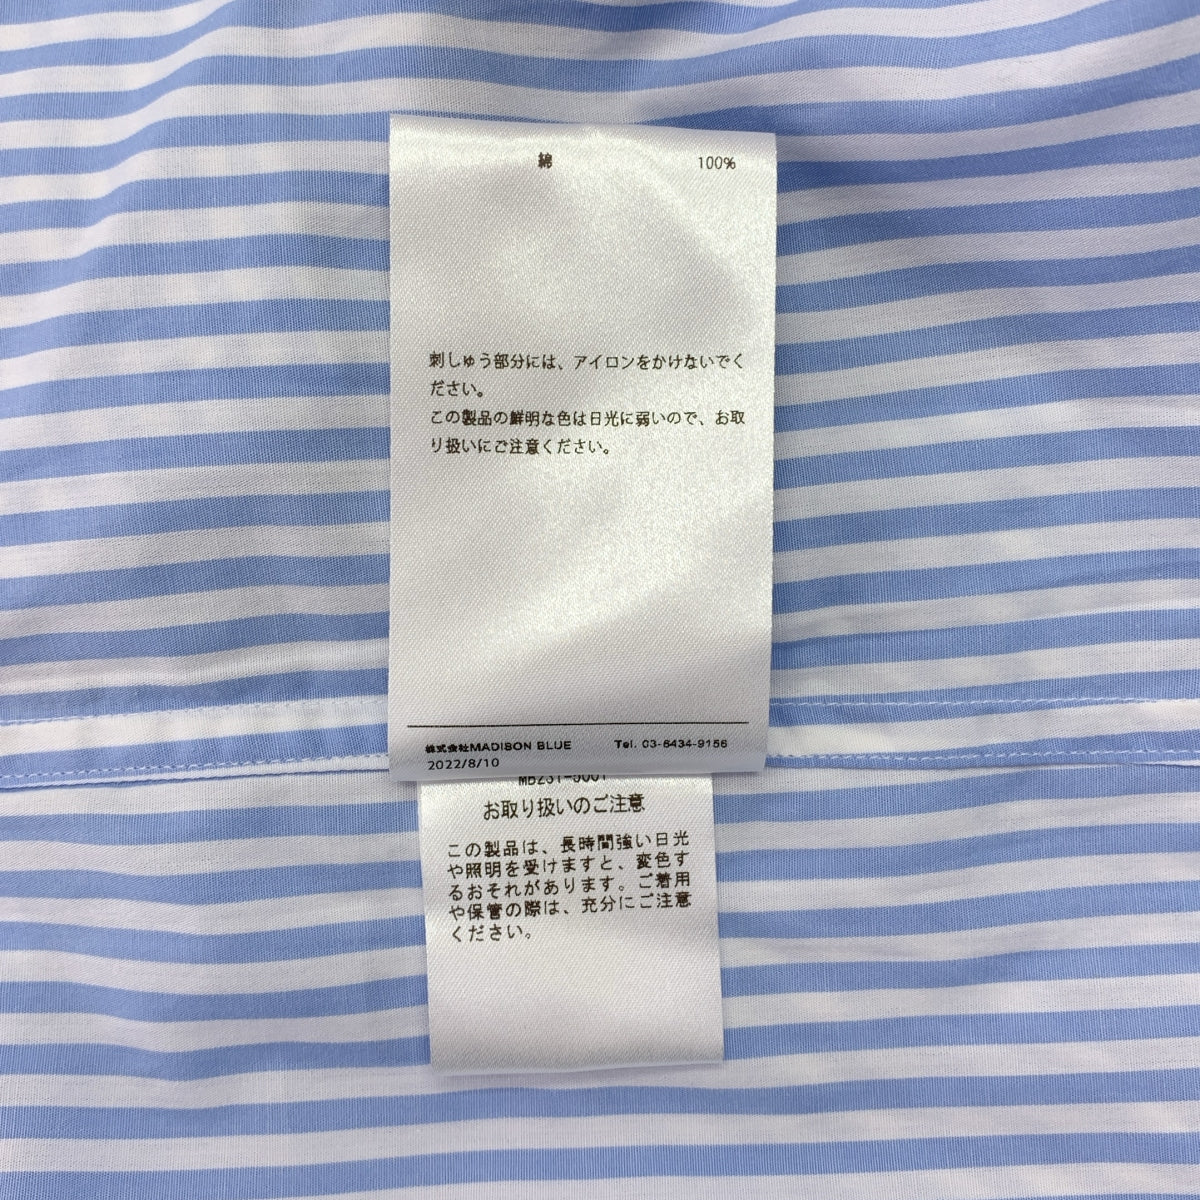 綿 100%
刺しゅう部分には、アイロンをかけないでく
ださい。
この製品の鮮明な色は日光に弱いので、お取
り扱いにご注意ください。
株式会社MADISON BLUE Tel. 03-6434-9156
2022/8/10
お取り扱いのご注意
この製品は、長時間強い日光
や照明を受けますと、変色す
るおそれがあります。ご着用
や保管の際は、充分にご注意
ください。